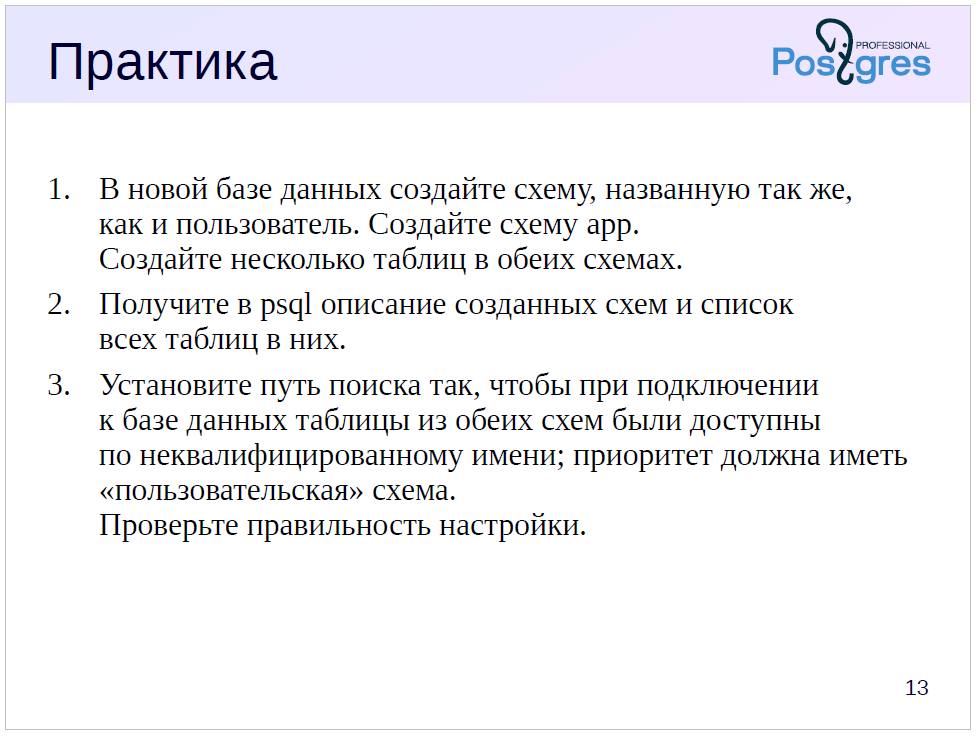 Практика
PROFESSIONAL
Postgres
1. В новой базе данных создайте схему, названную так же,
как и пользователь. Создайте схему app.
Создайте несколько таблиц в обеих схемах.
2. Получите в psql описание созданных схем и список
всех таблиц в них.
3. Установите путь поиска так, чтобы при подключении
к базе данных таблицы из обеих схем были доступны
по неквалифицированному имени; приоритет должна иметь
«пользовательская» схема.
Проверьте правильность настройки.
13